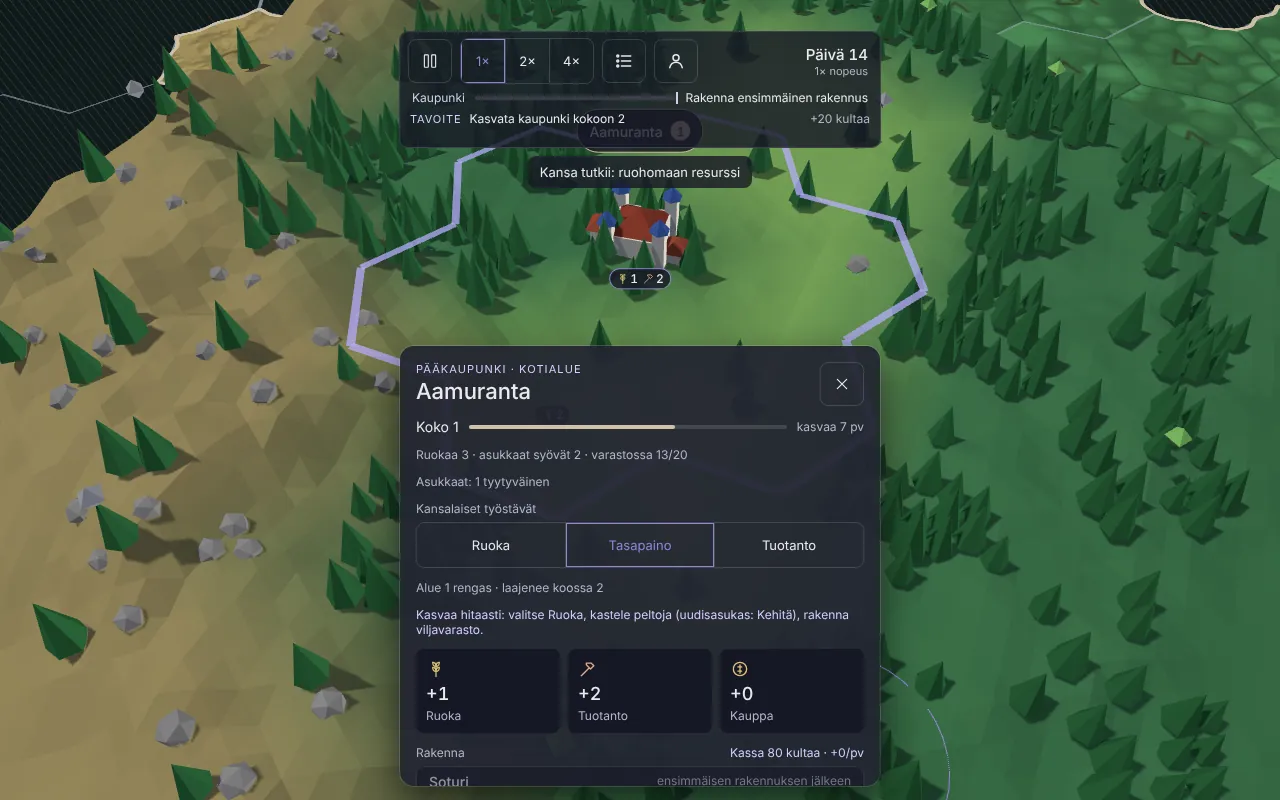 1× 2× 4× Päivä 14
1× nopeus
Kaupunki Rakenna ensimmäinen rakennus
TAVOITE Kasvata kaupunki kokoon 2 +20 kultaa
Aamuranta 1
Kansa tutkii: ruohomaan resurssi
1 2
PÄÄKAUPUNKI · KOTIALUE
Aamuranta
Koko 1 kasvaa 7 pv
Ruokaa 3 · asukkaat syövät 2 · varastossa 13/20
Asukkaat: 1 tyytyväinen
Kansalaiset työstävät
Ruoka Tasapaino Tuotanto
Alue 1 rengas · laajenee koossa 2
Kasvaa hitaasti: valitse Ruoka, kastele peltoja (uudisasukas: Kehitä), rakenna
viljavarasto.
+1 +2 +0
Ruoka Tuotanto Kauppa
Rakenna Kassa 80 kultaa · +0/pv
Soturi ensimmäisen rakennuksen jälkeen